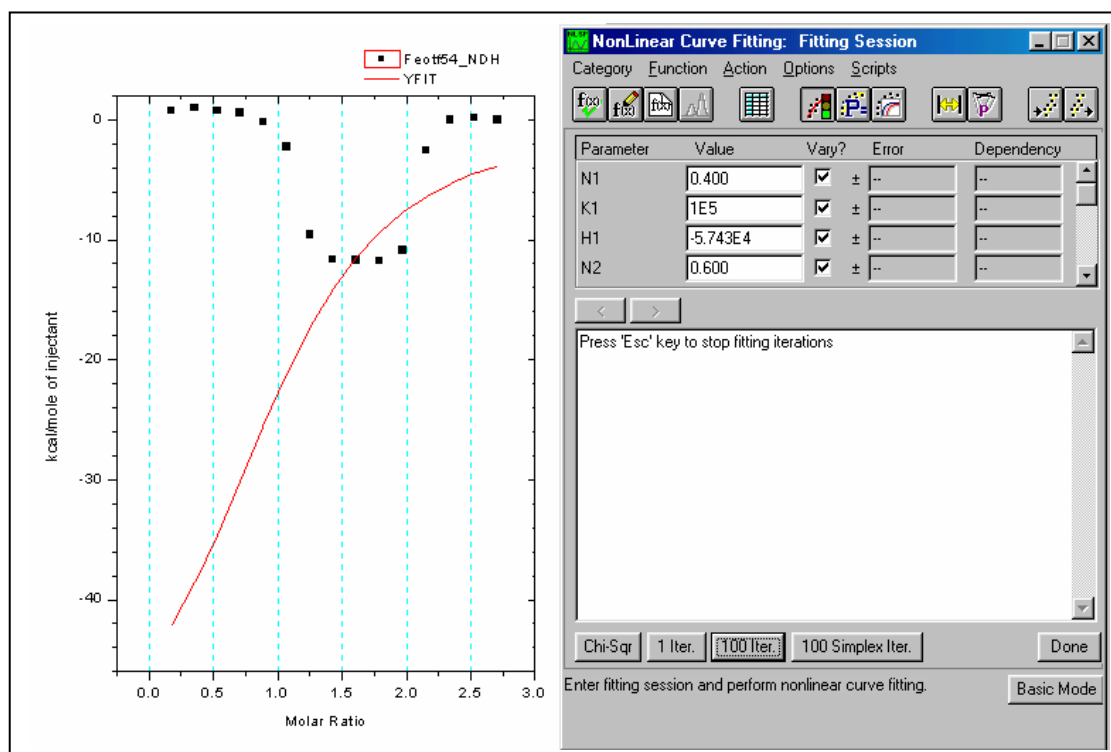 Feotf54_NDH
YFIT
kcal/mole of injectant
0
-10
-20
-30
-40
0.0 0.5 1.0 1.5 2.0 2.5 3.0
Molar Ratio
NLSF
NonLinear Curve Fitting: Fitting Session
Category Function Action Options Scripts
Parameter Value Vary? Error Dependency
N1 0.400 ± -- --
K1 1E5 ± -- --
H1 -5.743E4 ± -- --
N2 0.600 ± -- --
< >
Press 'Esc' key to stop fitting iterations
Chi-Sqr 1 Iter. 100 Iter. 100 Simplex Iter. Done
Enter fitting session and perform nonlinear curve fitting.
Basic Mode